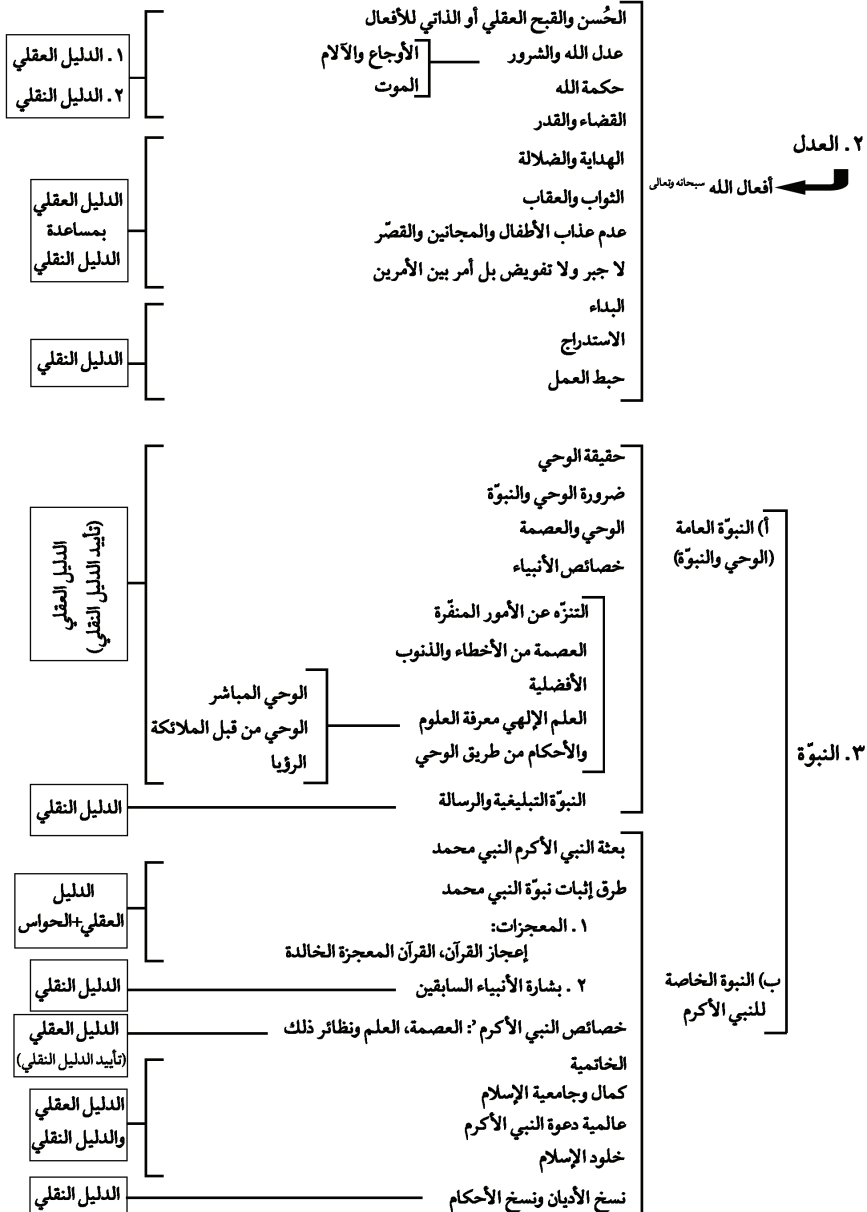 ٢. العدل
أفعال الله سبحانه وتعالى
الحُسن والقبح العقلي أو الذاتي للأفعال
عدل الله والشرور
الأوجاع والآلام
الموت
حكمة الله
القضاء والقدر
١. الدليل العقلي
٢. الدليل النقلي
الهداية والضلالة
الثواب والعقاب
عدم عذاب الأطفال والمجانين والقصّر
لا جبر ولا تفويض بل أمر بين الأمرين
الدليل العقلي
بمساعدة
الدليل النقلي
البداء
الاستدراج
حبط العمل
الدليل النقلي
٣. النبوّة
أ) النبوّة العامة
(الوحي والنبوّة)
حقيقة الوحي
ضرورة الوحي والنبوّة
الوحي والعصمة
خصائص الأنبياء
التنزّه عن الأمور المنفّرة
العصمة من الأخطاء والذنوب
الأفضلية
العلم الإلهي معرفة العلوم
والأحكام من طريق الوحي
الوحي المباشر
الوحي من قبل الملائكة
الرؤيا
الدليل العقلي
(تأييد الدليل النقلي)
النبوّة التبليغية والرسالة
الدليل النقلي
ب) النبوة الخاصة
للنبي الأكرم
بعثة النبي الأكرم النبي محمد
طرق إثبات نبوّة النبي محمد
١. المعجزات:
إعجاز القرآن، القرآن المعجزة الخالدة
الدليل
العقلي+الحواس
٢. بشارة الأنبياء السابقين
الدليل النقلي
خصائص النبي الأكرم: العصمة، العلم ونظائر ذلك
الدليل العقلي
(تأييد الدليل النقلي)
الخاتمية
كمال وجامعية الإسلام
عالمية دعوة النبي الأكرم
خلود الإسلام
الدليل العقلي
والدليل النقلي
نسخ الأديان ونسخ الأحكام
الدليل النقلي